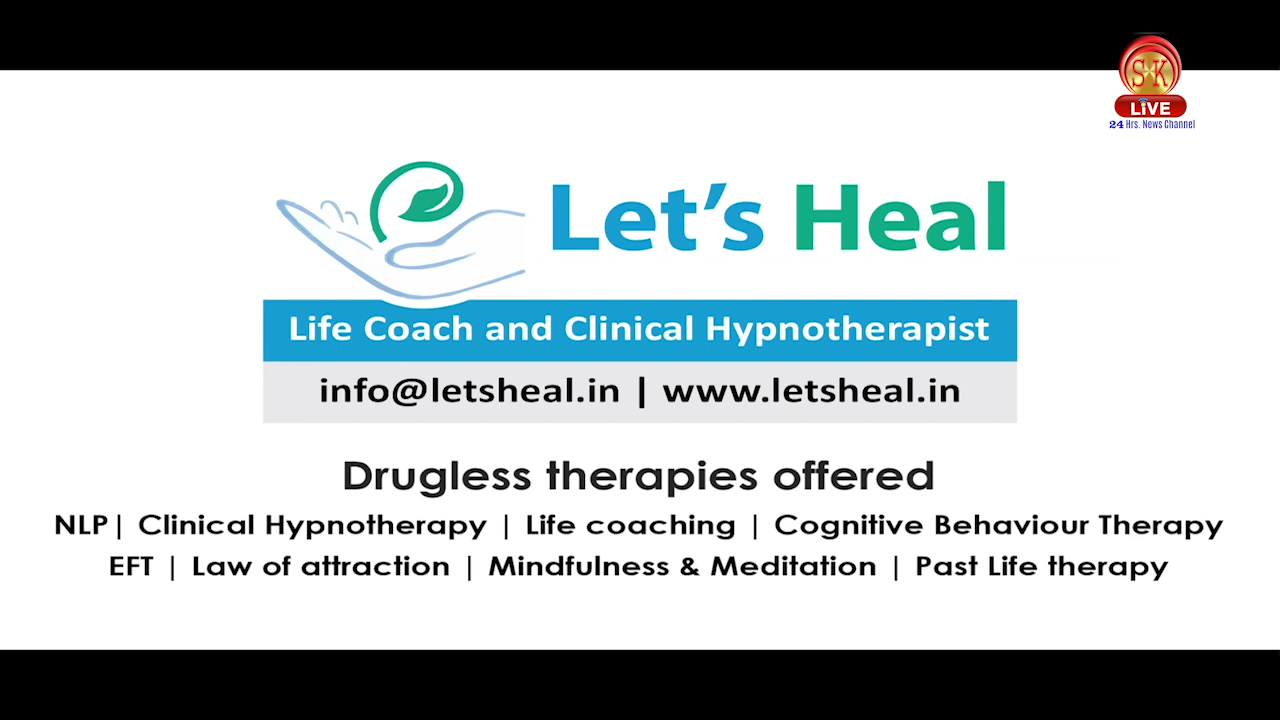 S K
LiVE
24 Hrs. News Channel
Let's Heal
Life Coach and Clinical Hypnotherapist
info@letsheal.in | www.letsheal.in
Drugless therapies offered
NLP| Clinical Hypnotherapy | Life coaching | Cognitive Behaviour Therapy
EFT | Law of attraction | Mindfulness & Meditation | Past Life therapy